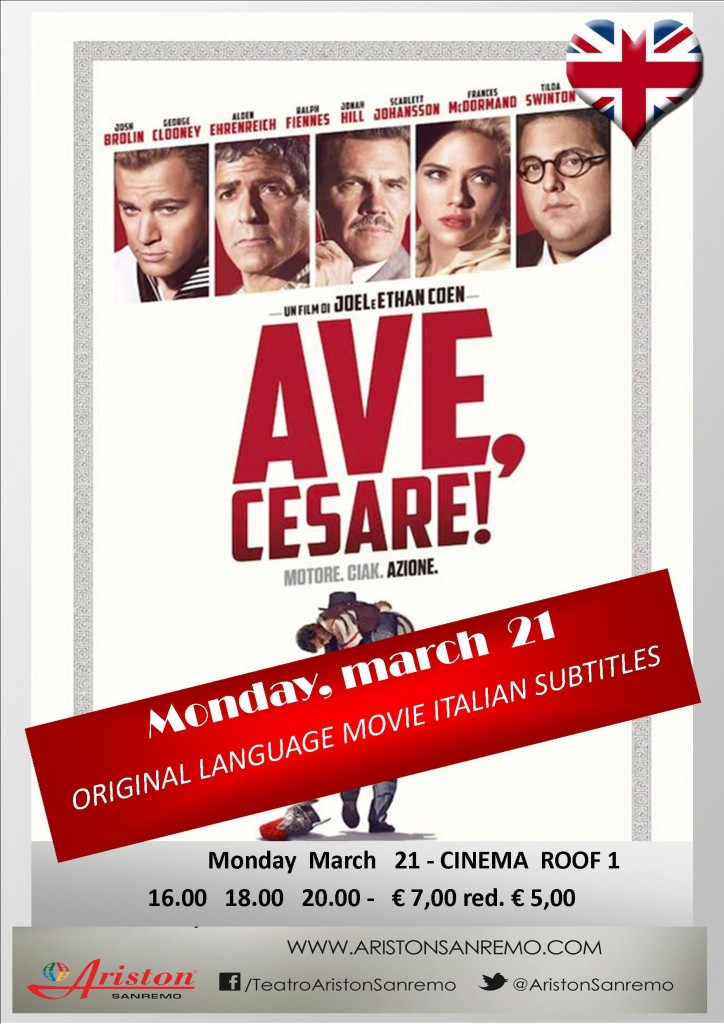 JOSH BROLIN GEORGE CLOONEY ALDEN EHRENREICH RALPH FIENNES JONAH HILL SCARLETT JOHANSSON FRANCES McDORMAND TILDA SWINTON
UN FILM DI JOEL E ETHAN COEN
AVE,
CESARE!
MOTORE. CIAK. AZIONE.
Monday, march 21
ORIGINAL LANGUAGE MOVIE ITALIAN SUBTITLES
Monday March 21 - CINEMA ROOF 1
16.00 18.00 20.00 - € 7,00 red. € 5,00
WWW.ARISTONSANREMO.COM
Ariston®
SANREMO
f /TeatroAristonSanremo @AristonSanremo